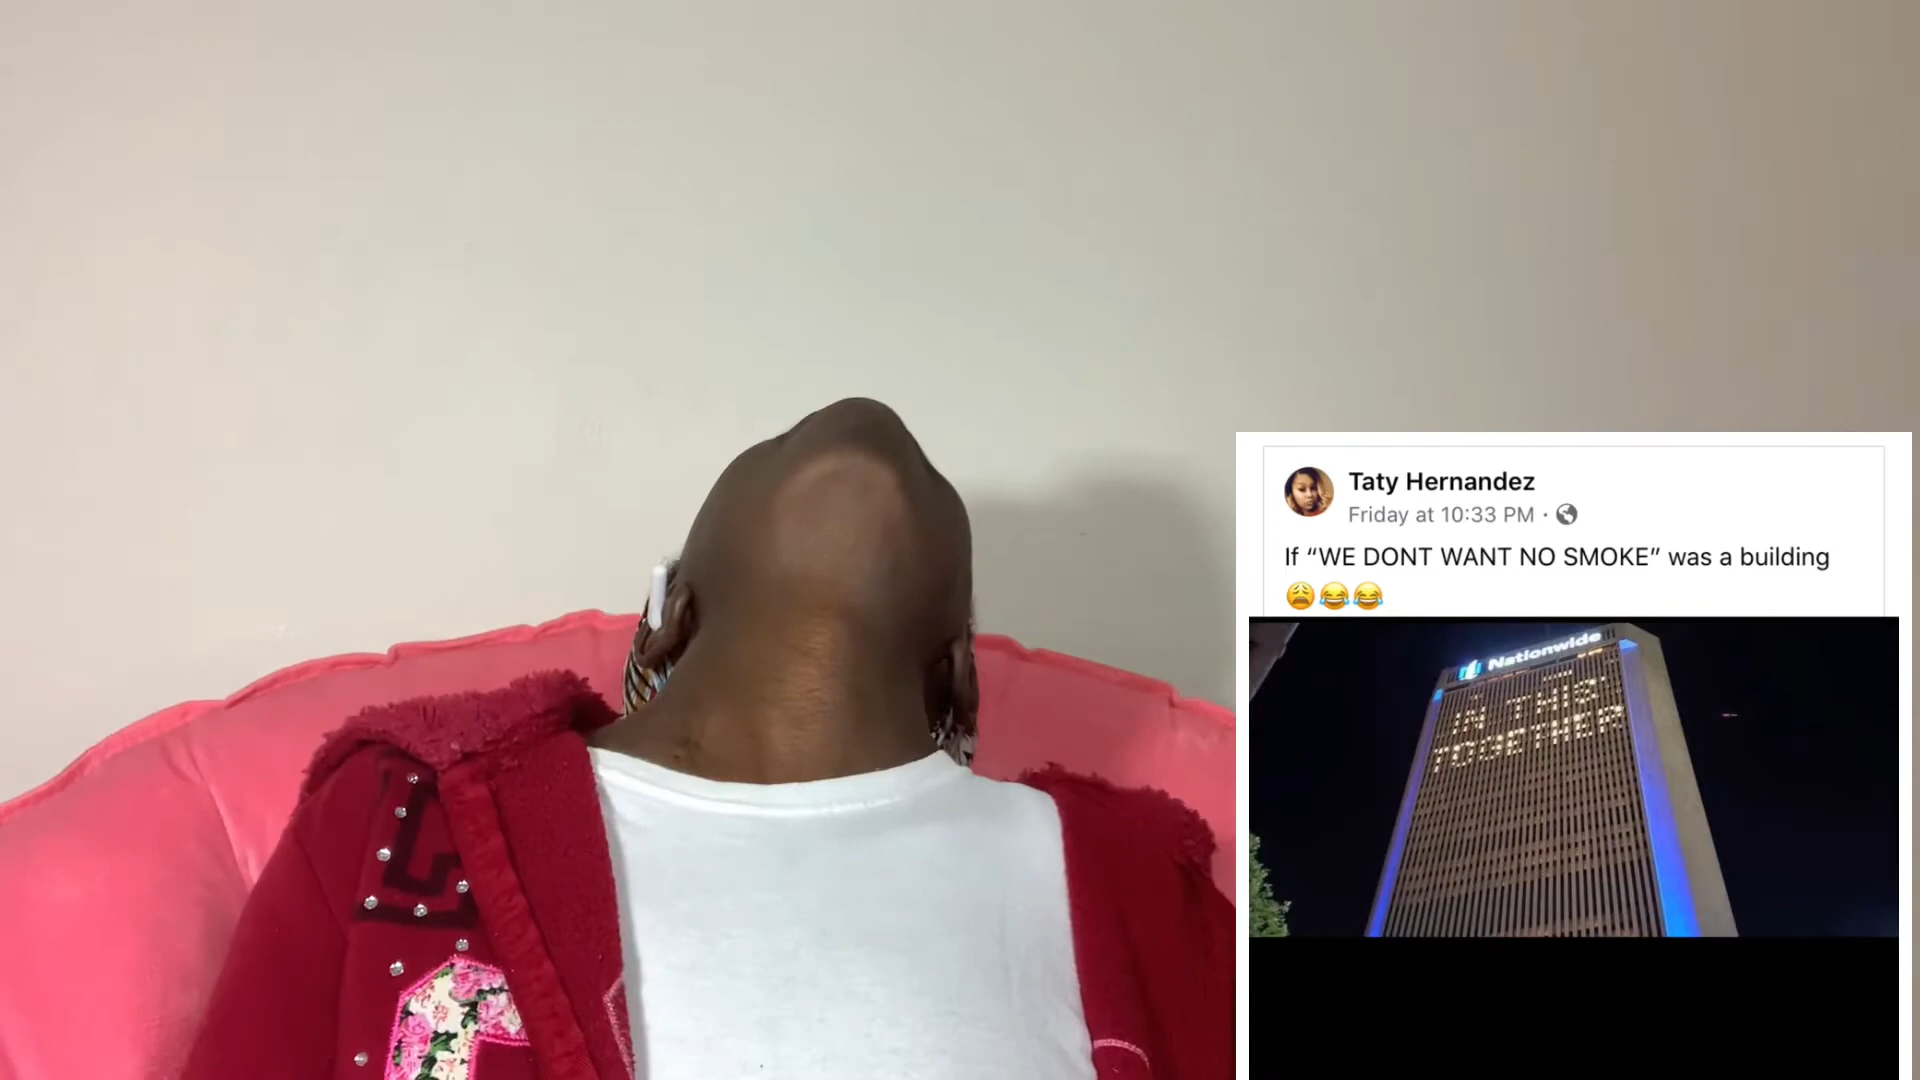 Taty Hernandez
Friday at 10:33 PM ·
If “WE DONT WANT NO SMOKE” was a building
😩😂😂
Nationwide
IN THIS
TOGETHER